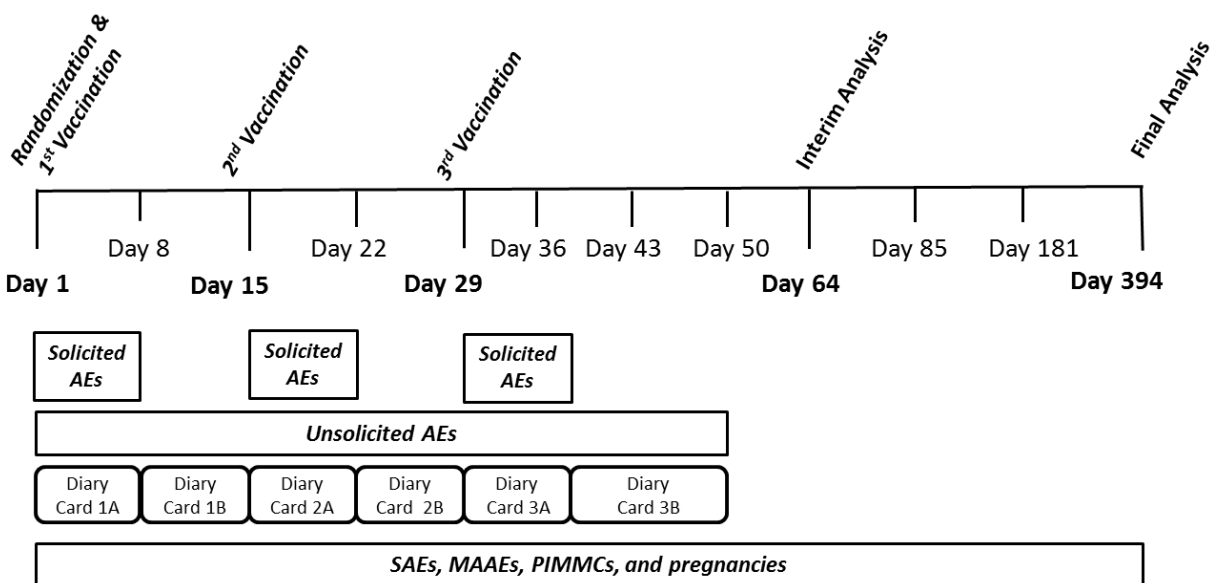 Randomization &
1st Vaccination
2nd Vaccination
3rd Vaccination
Interim Analysis
Final Analysis
Day 8
Day 22
Day 36
Day 43
Day 50
Day 85
Day 181
Day 1
Day 15
Day 29
Day 64
Day 394
Solicited
AEs
Solicited
AEs
Solicited
AEs
Unsolicited AEs
Diary
Card 1A
Diary
Card 1B
Diary
Card 2A
Diary
Card 2B
Diary
Card 3A
Diary
Card 3B
SAEs, MAAEs, PIMMCs, and pregnancies